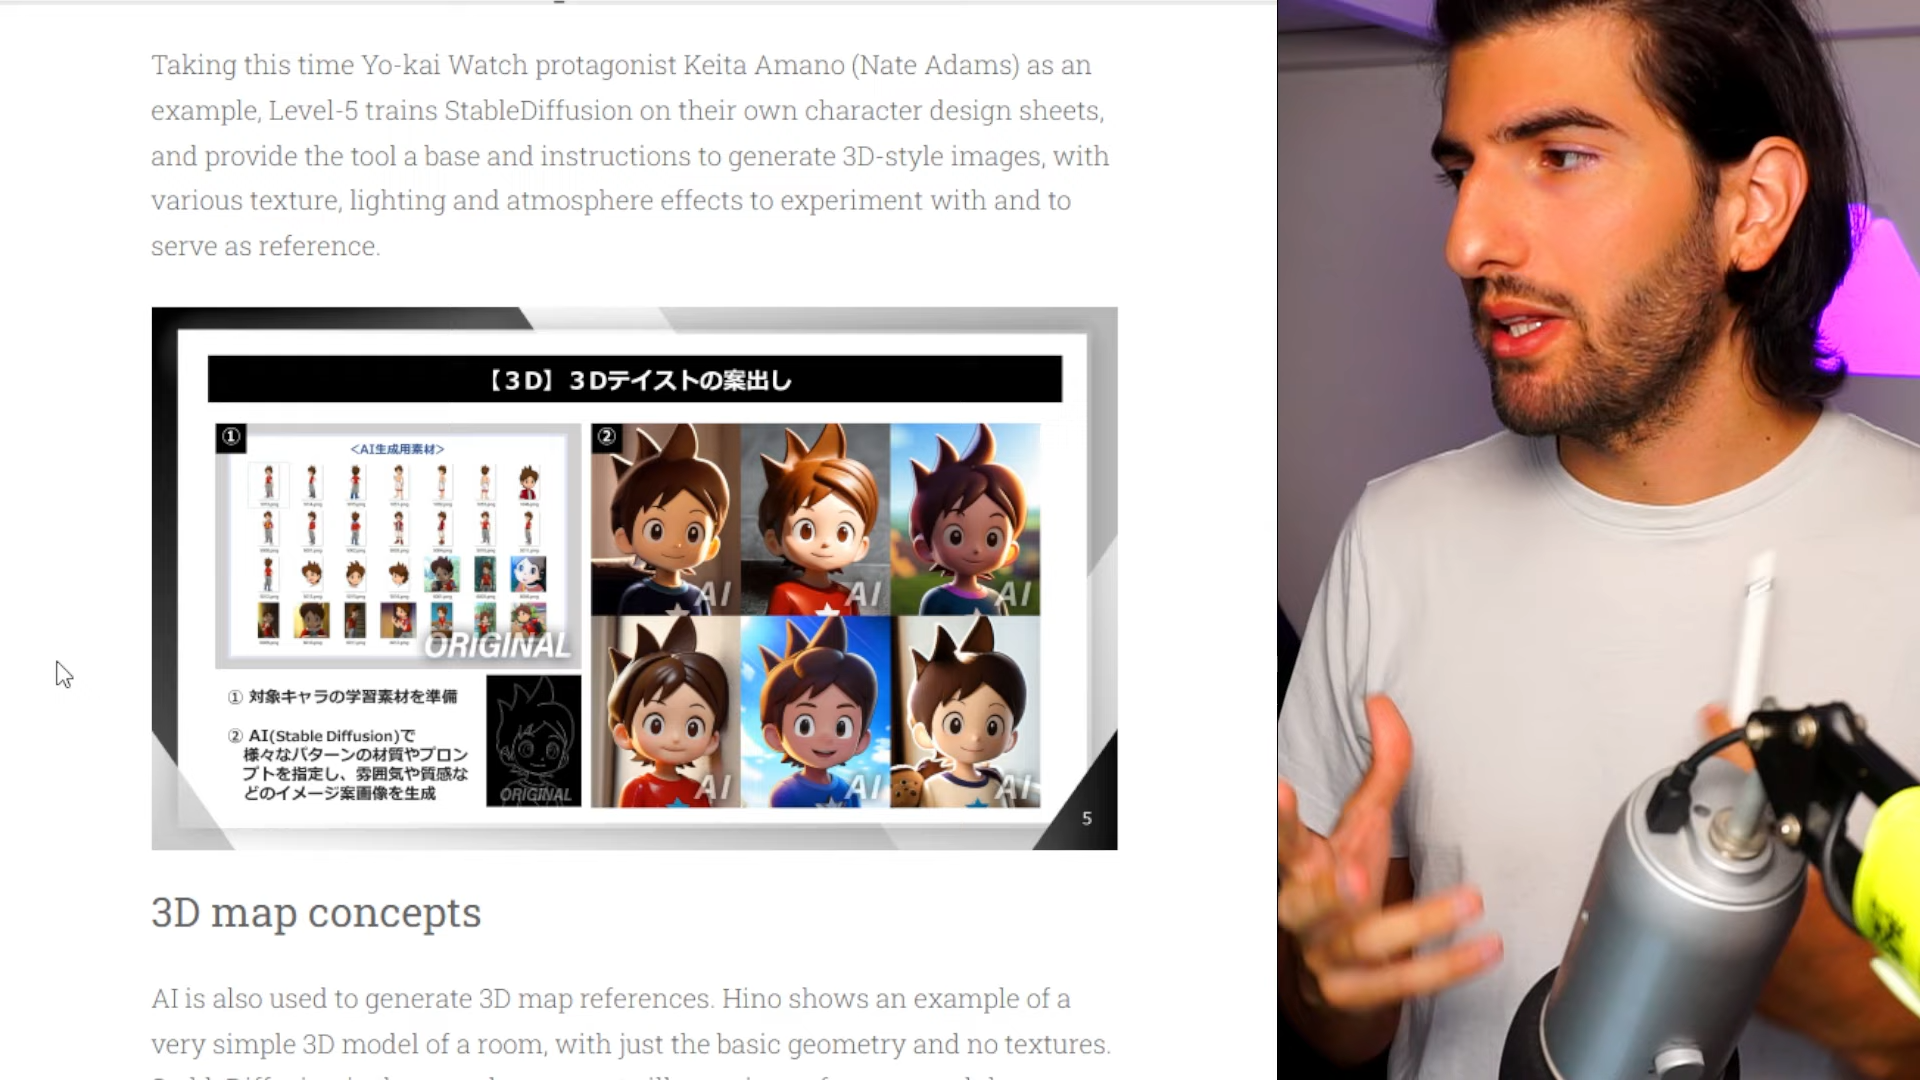 Taking this time Yo-kai Watch protagonist Keita Amano (Nate Adams) as an
example, Level-5 trains StableDiffusion on their own character design sheets,
and provide the tool a base and instructions to generate 3D-style images, with
various texture, lighting and atmosphere effects to experiment with and to
serve as reference.
【3D】3Dテイストの案出し
①
<AI生成用素材>
ORIGINAL
②
AI
AI
AI
AI
AI
AI
① 対象キャラの学習素材を準備
② AI(Stable Diffusion)で
様々なパターンの材質やプロン
プトを指定し、雰囲気や質感な
どのイメージ案画像を生成
ORIGINAL
5
3D map concepts
AI is also used to generate 3D map references. Hino shows an example of a
very simple 3D model of a room, with just the basic geometry and no textures.